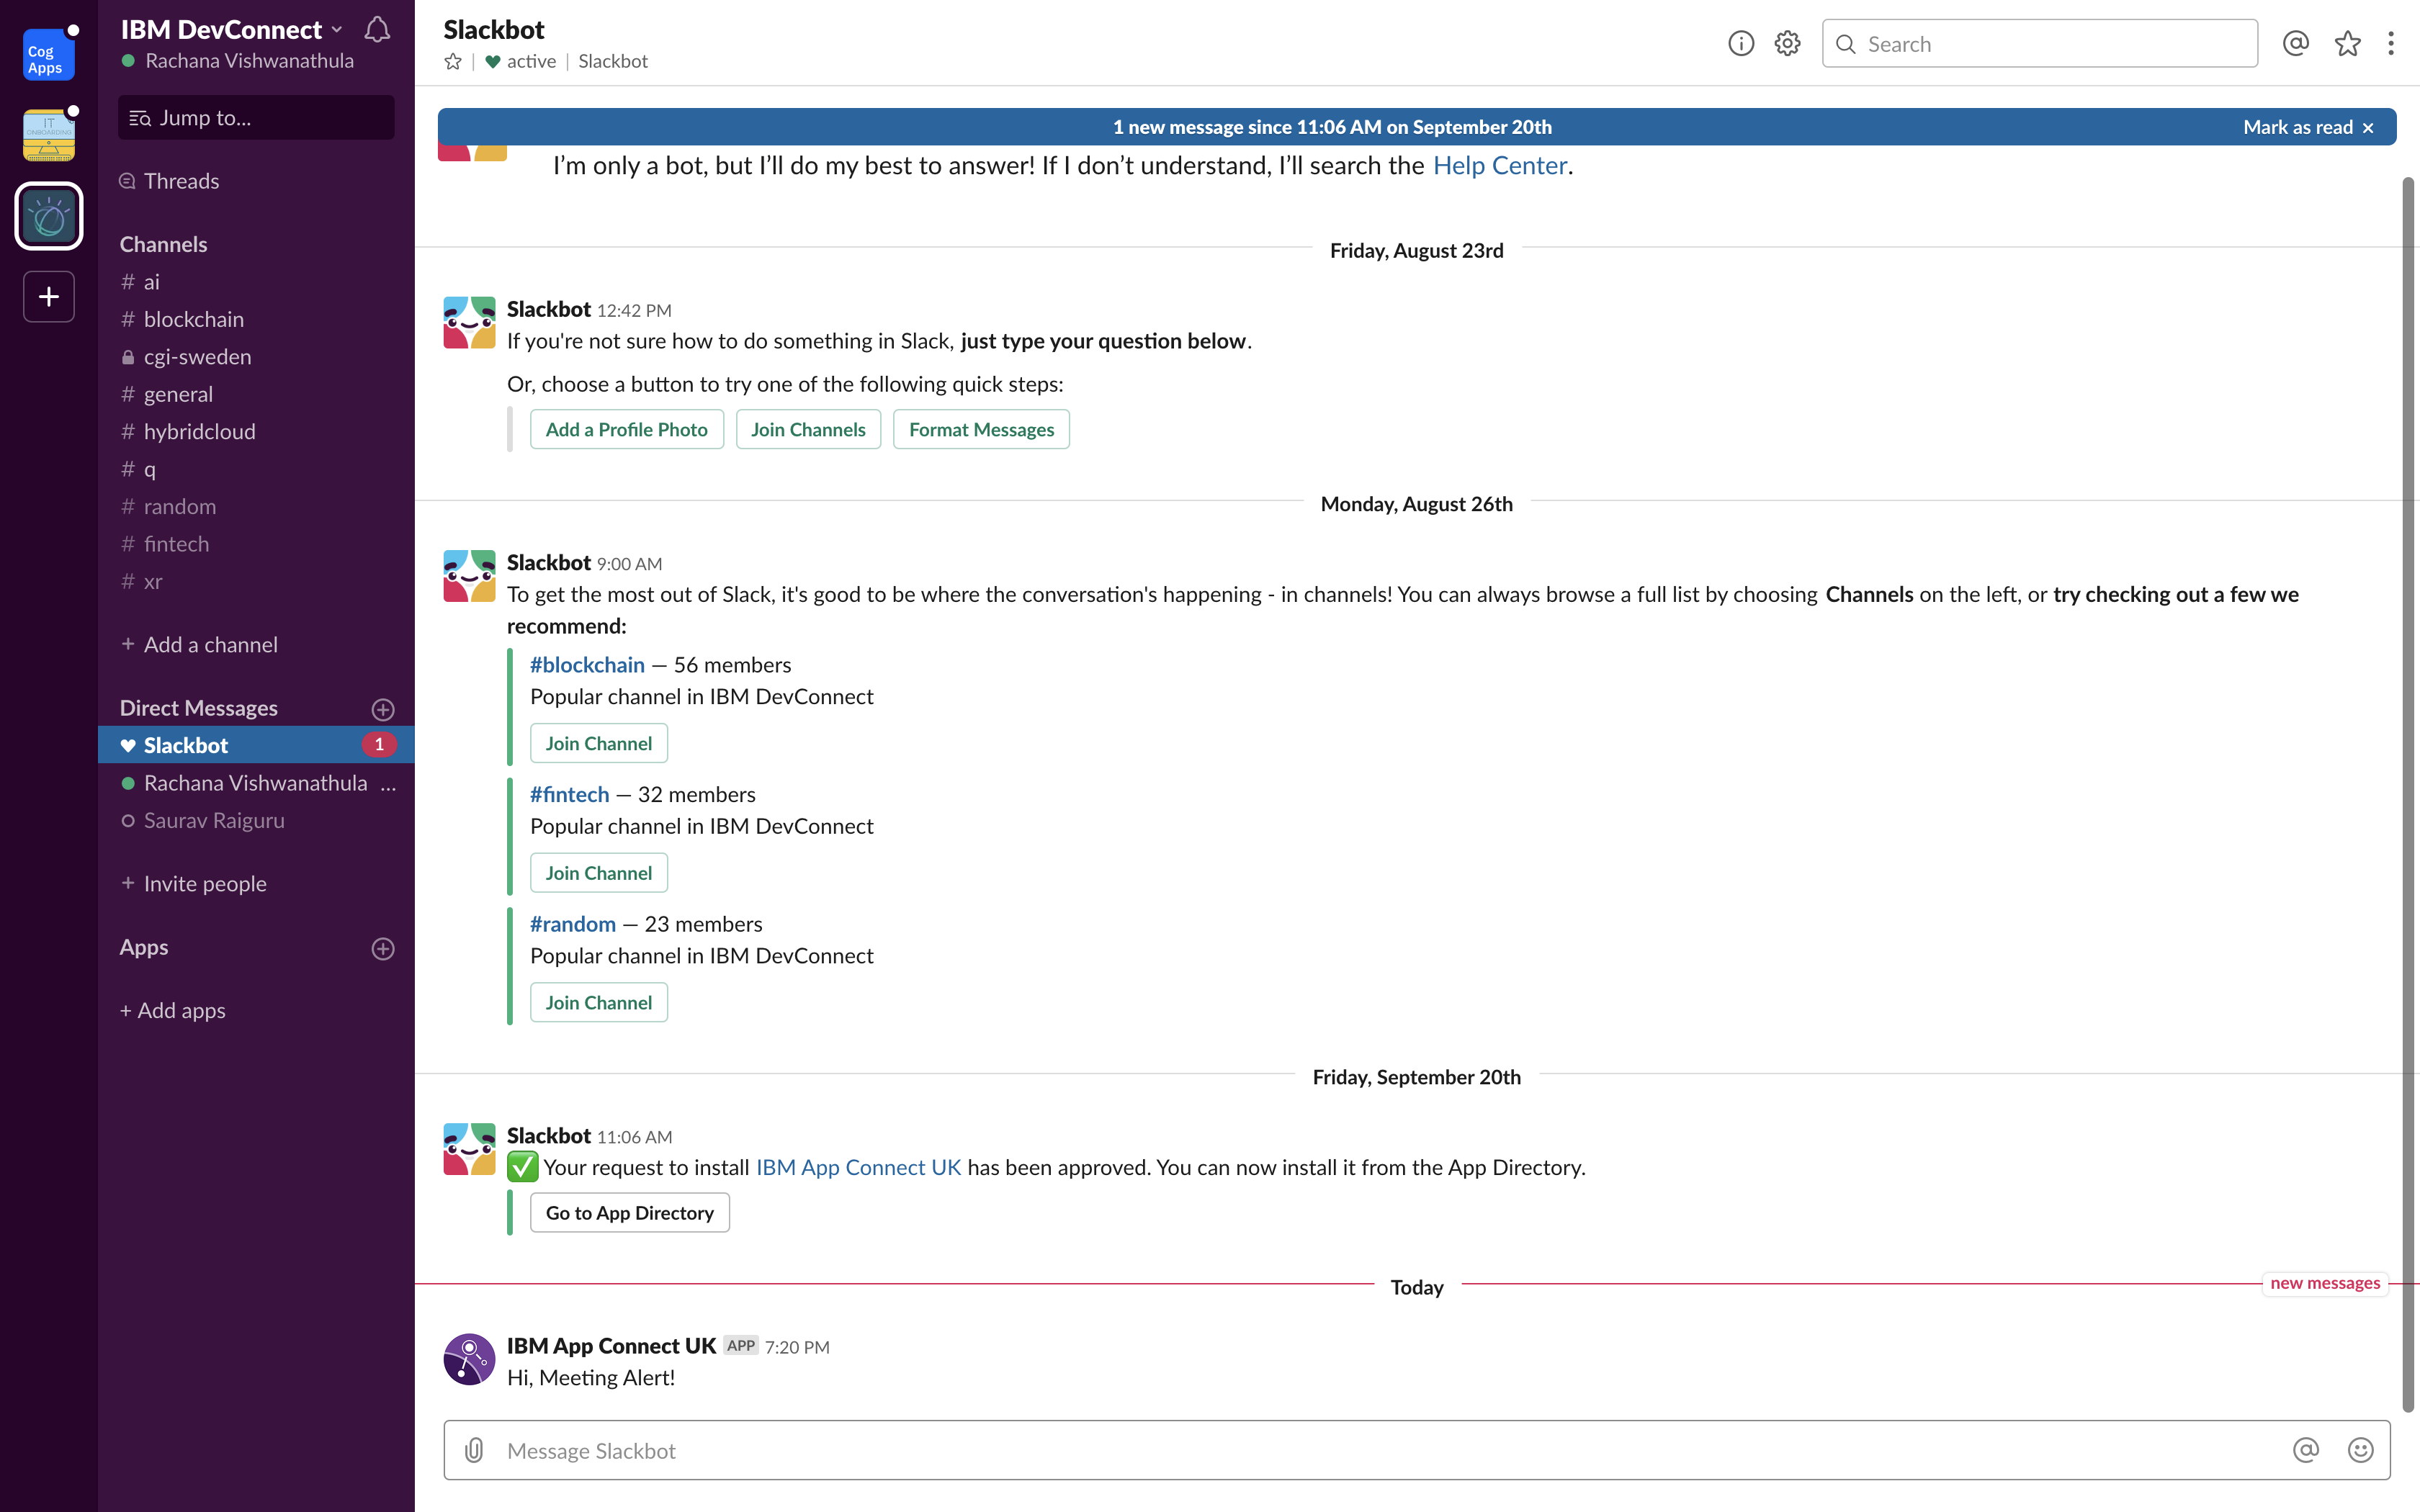 Cog
Apps
IT
ONBOARDING
IBM DevConnect
Rachana Vishwanathula
Jump to...
Threads
Channels
# ai
# blockchain
cgi-sweden
# general
# hybridcloud
# q
# random
# fintech
# xr
+ Add a channel
Direct Messages
Slackbot 1
Rachana Vishwanathula ...
Saurav Raiguru
+ Invite people
Apps
+ Add apps
Slackbot
active | Slackbot
Search
1 new message since 11:06 AM on September 20th
Mark as read ×
I’m only a bot, but I’ll do my best to answer! If I don’t understand, I’ll search the Help Center.
Friday, August 23rd
Slackbot 12:42 PM
If you're not sure how to do something in Slack, just type your question below.
Or, choose a button to try one of the following quick steps:
Add a Profile Photo Join Channels Format Messages
Monday, August 26th
Slackbot 9:00 AM
To get the most out of Slack, it's good to be where the conversation's happening - in channels! You can always browse a full list by choosing Channels on the left, or try checking out a few we
recommend:
#blockchain — 56 members
Popular channel in IBM DevConnect
Join Channel
#fintech — 32 members
Popular channel in IBM DevConnect
Join Channel
#random — 23 members
Popular channel in IBM DevConnect
Join Channel
Friday, September 20th
Slackbot 11:06 AM
✅ Your request to install IBM App Connect UK has been approved. You can now install it from the App Directory.
Go to App Directory
Today
new messages
IBM App Connect UK APP 7:20 PM
Hi, Meeting Alert!
Message Slackbot